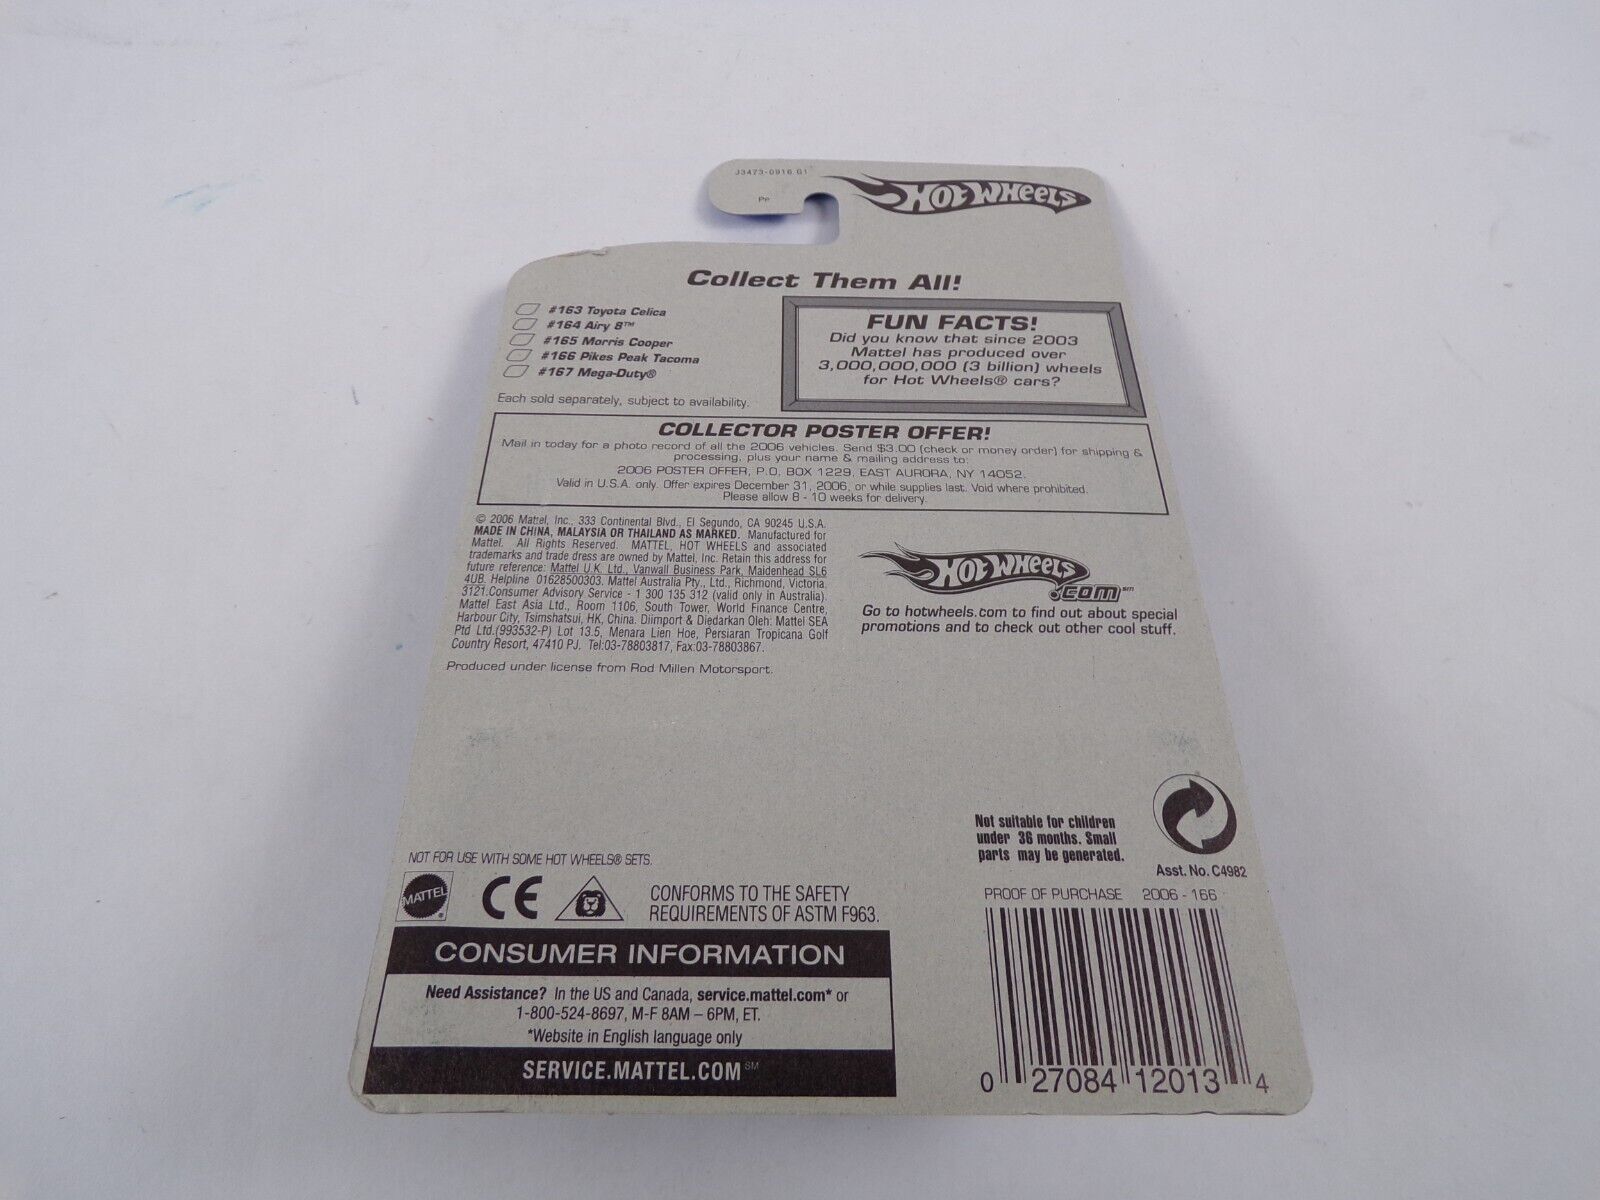 J3473-0916 G1
Pe
HOT WHEELS
Collect Them All!
#163 Toyota Celica
#164 Airy 8™
#165 Morris Cooper
#166 Pikes Peak Tacoma
#167 Mega-Duty®
Each sold separately, subject to availability.
FUN FACTS!
Did you know that since 2003
Mattel has produced over
3,000,000,000 (3 billion) wheels
for Hot Wheels® cars?
COLLECTOR POSTER OFFER!
Mail in today for a photo record of all the 2006 vehicles. Send $3.00 (check or money order) for shipping &
processing, plus your name & mailing address to:
2006 POSTER OFFER, P.O. BOX 1229, EAST AURORA, NY 14052.
Valid in U.S.A. only. Offer expires December 31, 2006, or while supplies last. Void where prohibited.
Please allow 8 - 10 weeks for delivery.
© 2006 Mattel, Inc., 333 Continental Blvd., El Segundo, CA 90245 U.S.A.
MADE IN CHINA, MALAYSIA OR THAILAND AS MARKED. Manufactured for
Mattel. All Rights Reserved. MATTEL, HOT WHEELS and associated
trademarks and trade dress are owned by Mattel, Inc. Retain this address for
future reference: Mattel U.K. Ltd., Vanwall Business Park, Maidenhead SL6
4UB. Helpline 01628500303. Mattel Australia Pty., Ltd., Richmond, Victoria.
3121.Consumer Advisory Service - 1 300 135 312 (valid only in Australia).
Mattel East Asia Ltd., Room 1106, South Tower, World Finance Centre,
Harbour City, Tsimshatsui, HK, China. Diimport & Diedarkan Oleh: Mattel SEA
Ptd Ltd.(993532-P) Lot 13.5, Menara Lien Hoe, Persiaran Tropicana Golf
Country Resort, 47410 PJ. Tel:03-78803817, Fax:03-78803867.
Produced under license from Rod Millen Motorsport.
HOT WHEELS
.com℠
Go to hotwheels.com to find out about special
promotions and to check out other cool stuff.
Not suitable for children
under 36 months. Small
parts may be generated.
Asst. No. C4982
NOT FOR USE WITH SOME HOT WHEELS® SETS.
MATTEL ®
CE
CONFORMS TO THE SAFETY
REQUIREMENTS OF ASTM F963.
PROOF OF PURCHASE 2006 - 166
CONSUMER INFORMATION
Need Assistance? In the US and Canada, service.mattel.com* or
1-800-524-8697, M-F 8AM – 6PM, ET.
*Website in English language only
SERVICE.MATTEL.COM℠
0 27084 12013 4